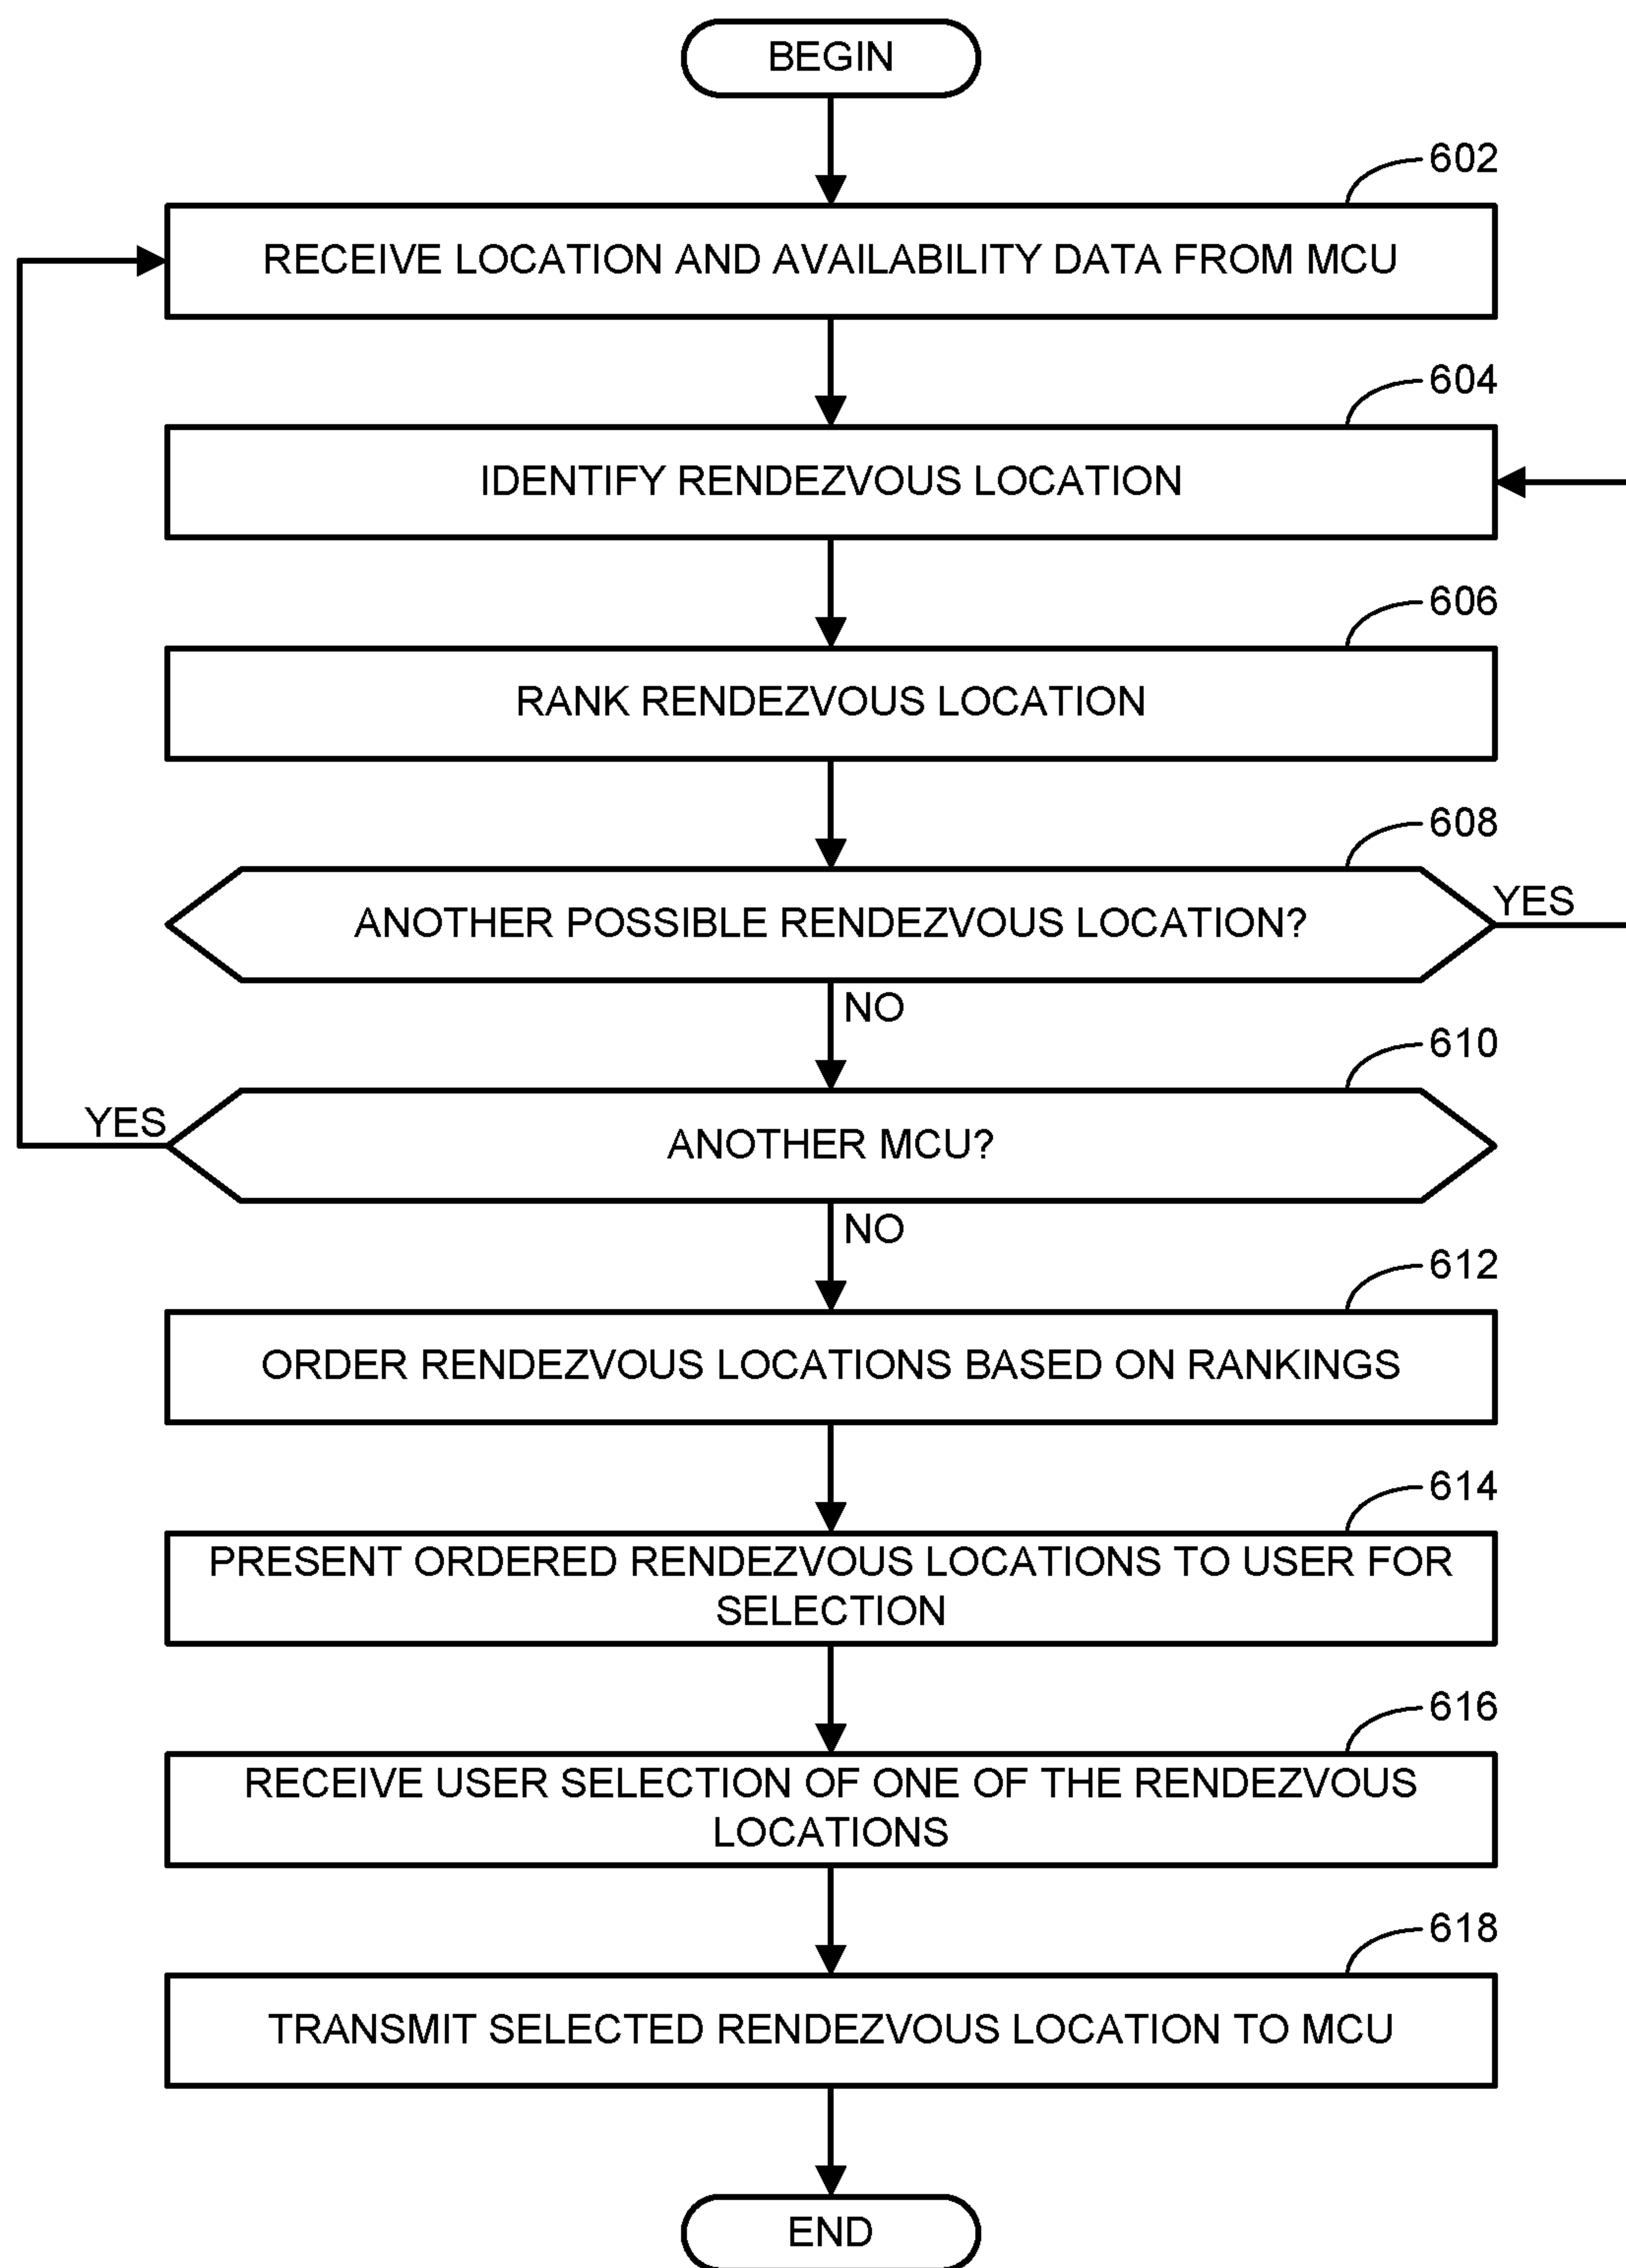 BEGIN
602
RECEIVE LOCATION AND AVAILABILITY DATA FROM MCU
604
IDENTIFY RENDEZVOUS LOCATION
606
RANK RENDEZVOUS LOCATION
608
ANOTHER POSSIBLE RENDEZVOUS LOCATION?
YES
NO
610
ANOTHER MCU?
YES
NO
612
ORDER RENDEZVOUS LOCATIONS BASED ON RANKINGS
614
PRESENT ORDERED RENDEZVOUS LOCATIONS TO USER FOR
SELECTION
616
RECEIVE USER SELECTION OF ONE OF THE RENDEZVOUS
LOCATIONS
618
TRANSMIT SELECTED RENDEZVOUS LOCATION TO MCU
END